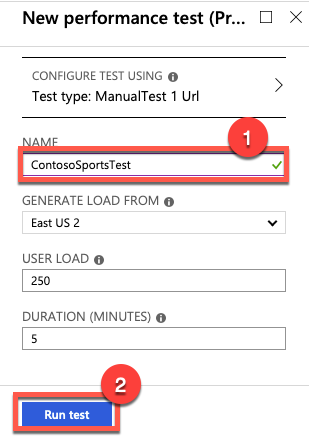 New performance test (Pr...
CONFIGURE TEST USING
Test type: ManualTest 1 Url
1
NAME
ContosoSportsTest
GENERATE LOAD FROM
East US 2
USER LOAD
250
DURATION (MINUTES)
5
2
Run test